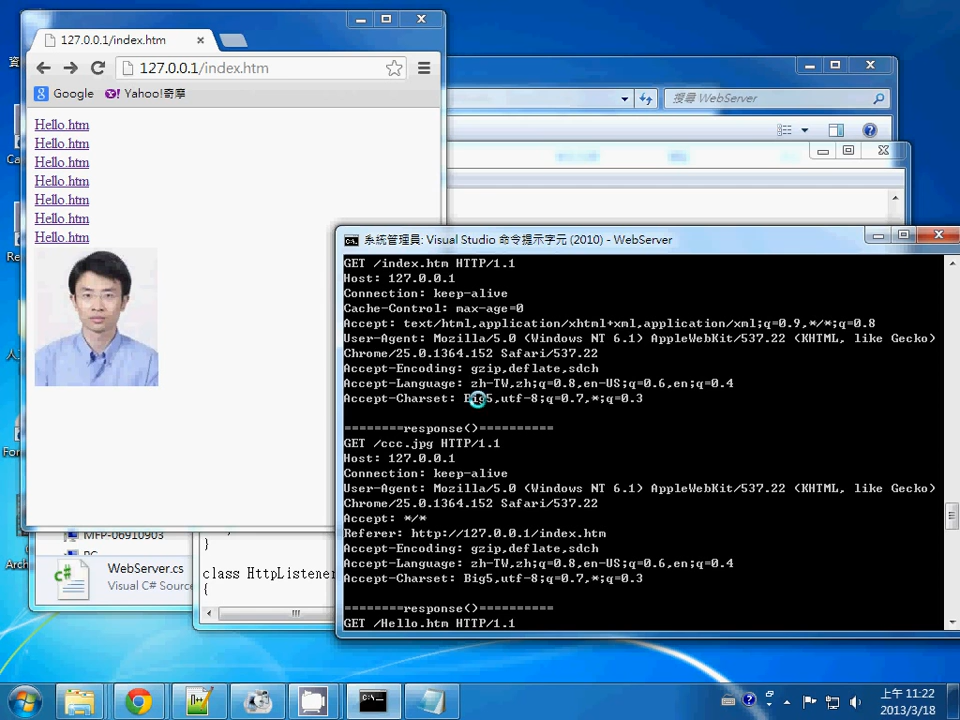 127.0.0.1/index.htm
127.0.0.1/index.htm
Google Yahoo!奇摩
Hello.htm
Hello.htm
Hello.htm
Hello.htm
Hello.htm
Hello.htm
Hello.htm
搜尋 WebServer
系統管理員: Visual Studio 命令提示字元 (2010) - WebServer
GET /index.htm HTTP/1.1
Host: 127.0.0.1
Connection: keep-alive
Cache-Control: max-age=0
Accept: text/html,application/xhtml+xml,application/xml;q=0.9,*/*;q=0.8
User-Agent: Mozilla/5.0 (Windows NT 6.1) AppleWebKit/537.22 (KHTML, like Gecko)
Chrome/25.0.1364.152 Safari/537.22
Accept-Encoding: gzip,deflate,sdch
Accept-Language: zh-TW,zh;q=0.8,en-US;q=0.6,en;q=0.4
Accept-Charset: Big5,utf-8;q=0.7,*;q=0.3
========response()==========
GET /ccc.jpg HTTP/1.1
Host: 127.0.0.1
Connection: keep-alive
User-Agent: Mozilla/5.0 (Windows NT 6.1) AppleWebKit/537.22 (KHTML, like Gecko)
Chrome/25.0.1364.152 Safari/537.22
Accept: */*
Referer: http://127.0.0.1/index.htm
Accept-Encoding: gzip,deflate,sdch
Accept-Language: zh-TW,zh;q=0.8,en-US;q=0.6,en;q=0.4
Accept-Charset: Big5,utf-8;q=0.7,*;q=0.3
========response()==========
GET /Hello.htm HTTP/1.1
MFP-06910903
WebServer.cs
Visual C# Source
}
class HttpListener
{
上午 11:22
2013/3/18